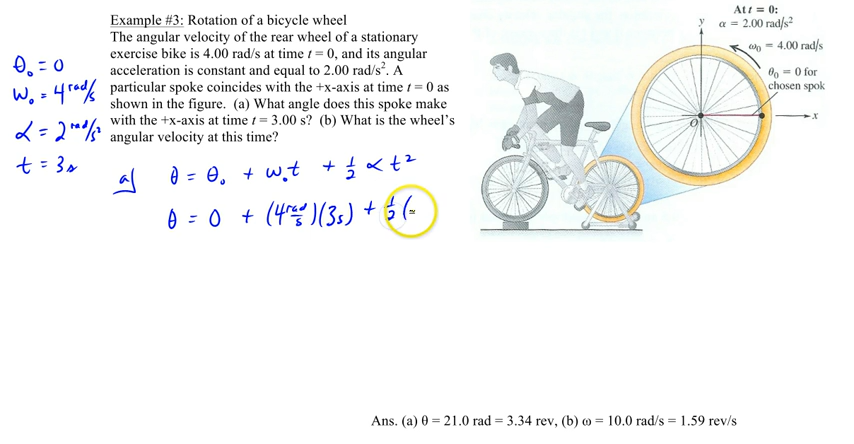 Example #3: Rotation of a bicycle wheel
The angular velocity of the rear wheel of a stationary
exercise bike is 4.00 rad/s at time t = 0, and its angular
acceleration is constant and equal to 2.00 rad/s². A
particular spoke coincides with the +x-axis at time t = 0 as
shown in the figure. (a) What angle does this spoke make
with the +x-axis at time t = 3.00 s? (b) What is the wheel's
angular velocity at this time?
θ₀ = 0
ω₀ = 4 rad/s
α = 2 rad/s²
t = 3s
a) θ = θ₀ + ω₀t + ½ α t²
θ = 0 + (4 rad/s)(3s) + ½ (
At t = 0:
α = 2.00 rad/s²
y
ω₀ = 4.00 rad/s
θ₀ = 0 for
chosen spok
O
x
Ans. (a) θ = 21.0 rad = 3.34 rev, (b) ω = 10.0 rad/s = 1.59 rev/s